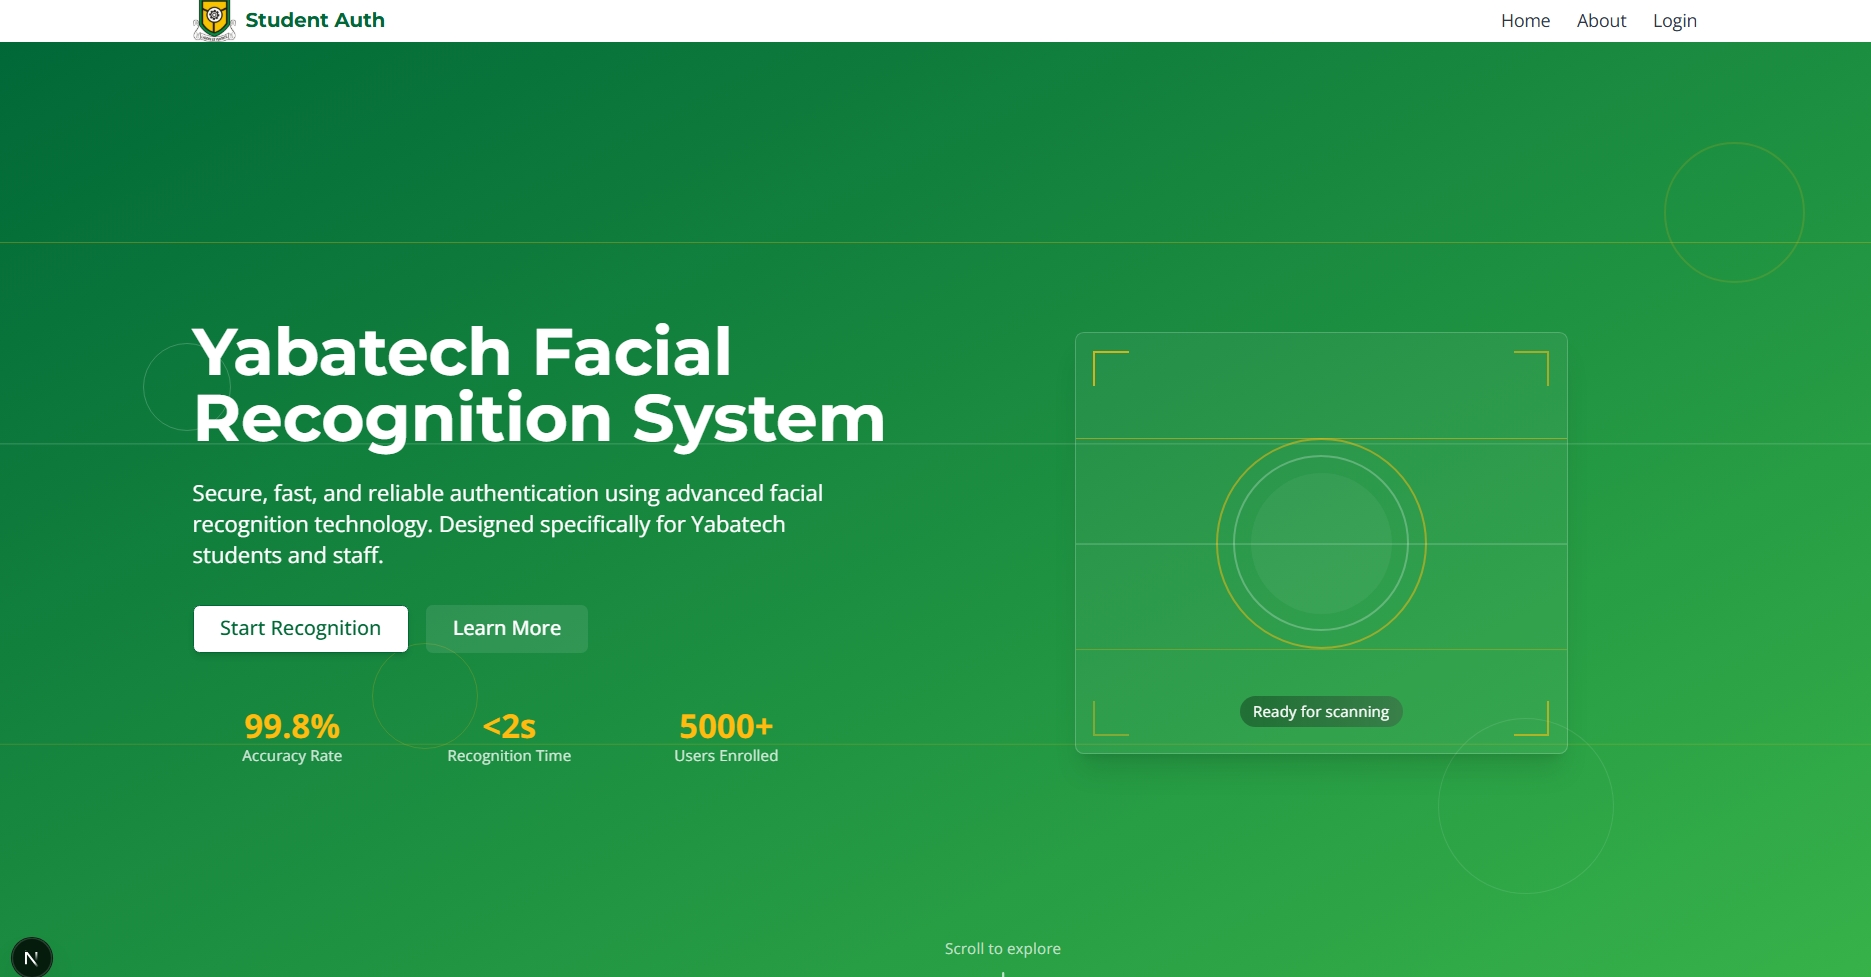 Student Auth
Home
About
Login
Yabatech Facial
Recognition System
Secure, fast, and reliable authentication using advanced facial
recognition technology. Designed specifically for Yabatech
students and staff.
Start Recognition
Learn More
99.8%
Accuracy Rate
<2s
Recognition Time
5000+
Users Enrolled
Ready for scanning
Scroll to explore
N